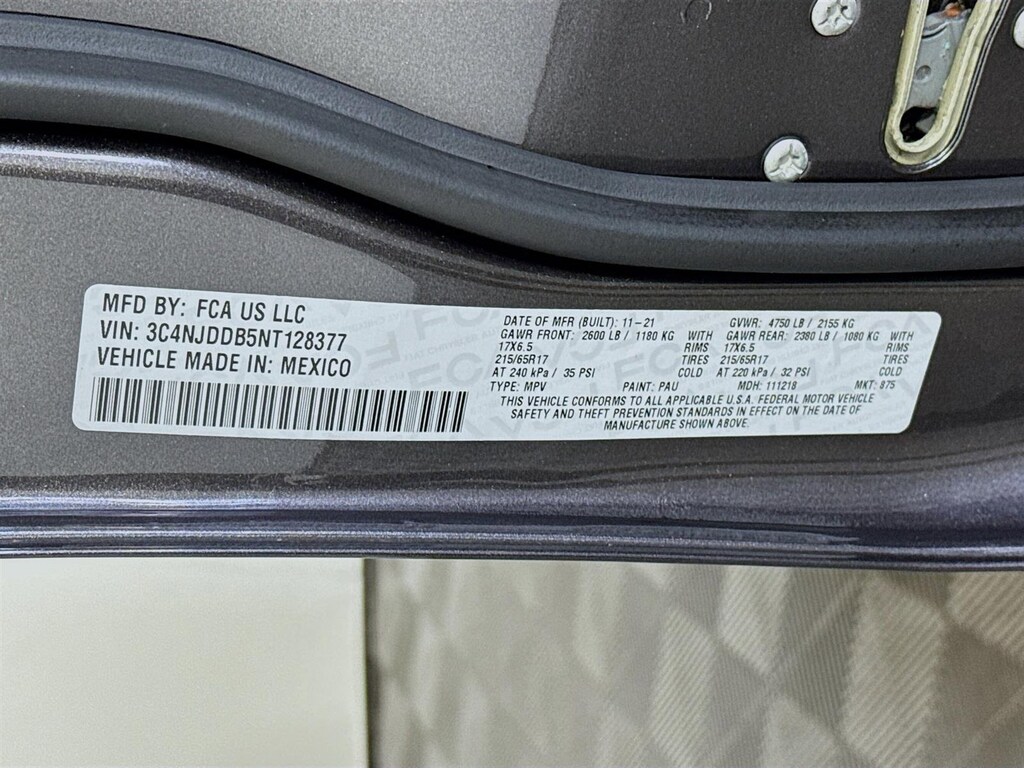 MFD BY: FCA US LLC
VIN: 3C4NJDDB5NT128377
VEHICLE MADE IN: MEXICO
DATE OF MFR (BUILT): 11-21 GVWR: 4750 LB / 2155 KG
GAWR FRONT: 2600 LB / 1180 KG WITH GAWR REAR: 2380 LB / 1080 KG WITH
17X6.5 RIMS 17X6.5 RIMS
215/65R17 TIRES 215/65R17 TIRES
AT 240 kPa / 35 PSI COLD AT 220 kPa / 32 PSI COLD
TYPE: MPV PAINT: PAU MDH: 111218 MKT: 875
THIS VEHICLE CONFORMS TO ALL APPLICABLE U.S.A. FEDERAL MOTOR VEHICLE
SAFETY AND THEFT PREVENTION STANDARDS IN EFFECT ON THE DATE OF
MANUFACTURE SHOWN ABOVE.